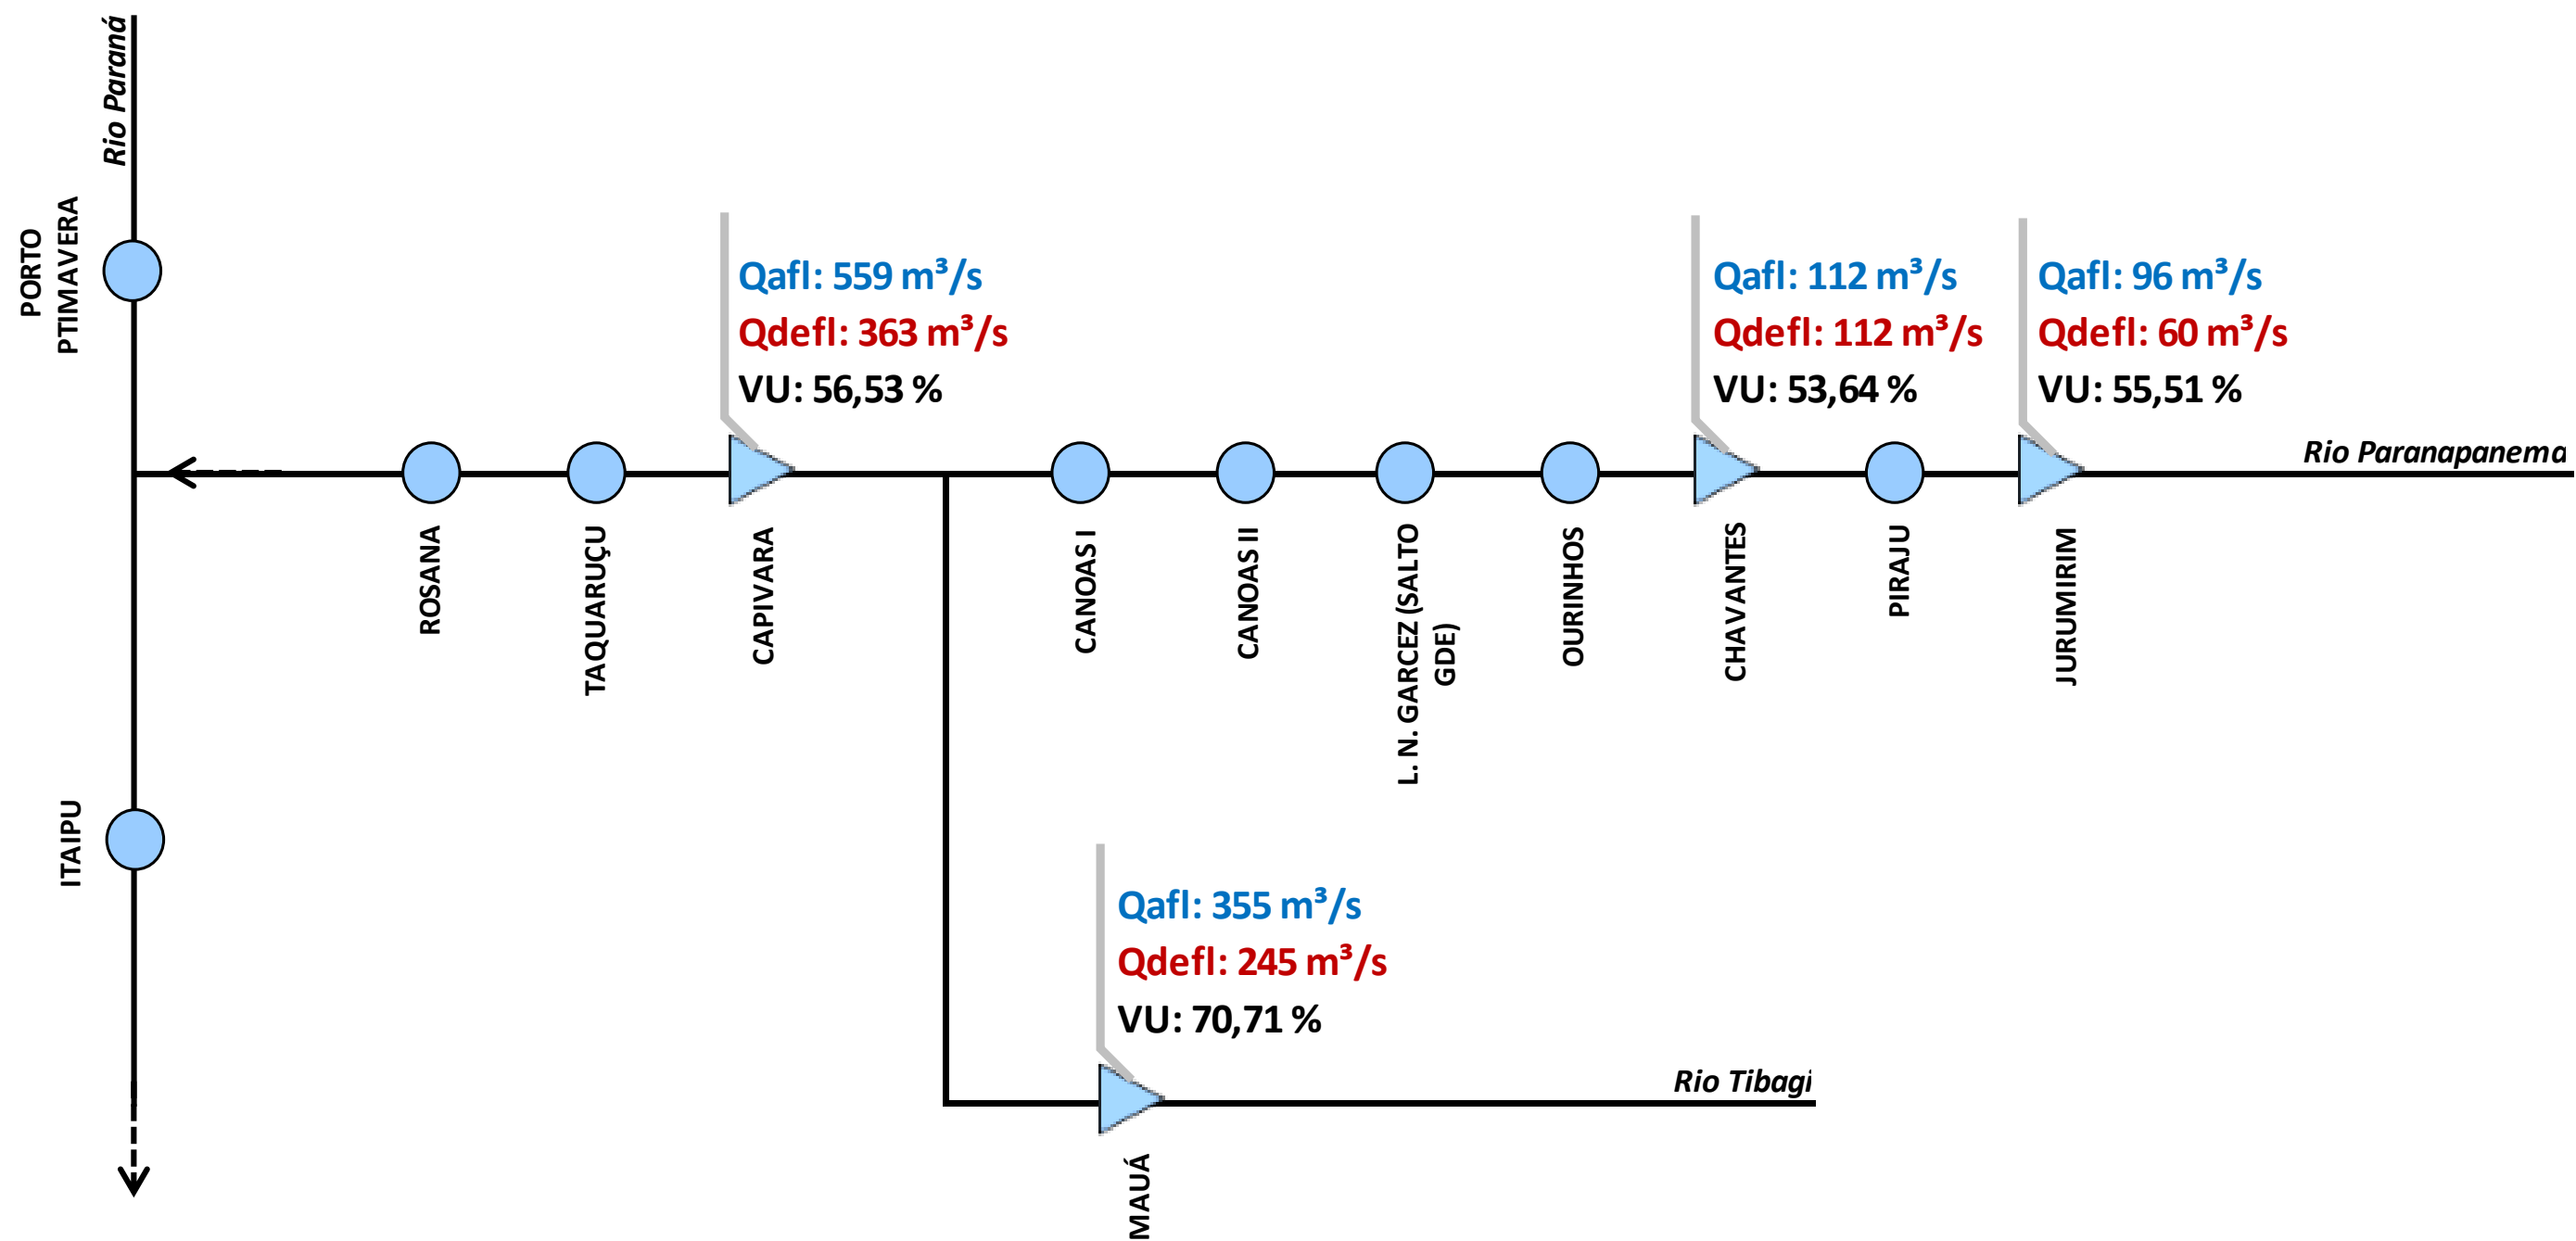 Rio Paraná
PORTO
PTIMAVERA
Qafl: 559 m³/s
Qdefl: 363 m³/s
VU: 56,53 %
Qafl: 112 m³/s
Qdefl: 112 m³/s
VU: 53,64 %
Qafl: 96 m³/s
Qdefl: 60 m³/s
VU: 55,51 %
Rio Paranapanema
ROSANA
TAQUARUÇU
CAPIVARA
CANOAS I
CANOAS II
L. N. GARCEZ (SALTO
GDE)
OURINHOS
CHAVANTES
PIRAJU
JURUMIRIM
ITAIPU
Qafl: 355 m³/s
Qdefl: 245 m³/s
VU: 70,71 %
Rio Tibagi
MAUÁ